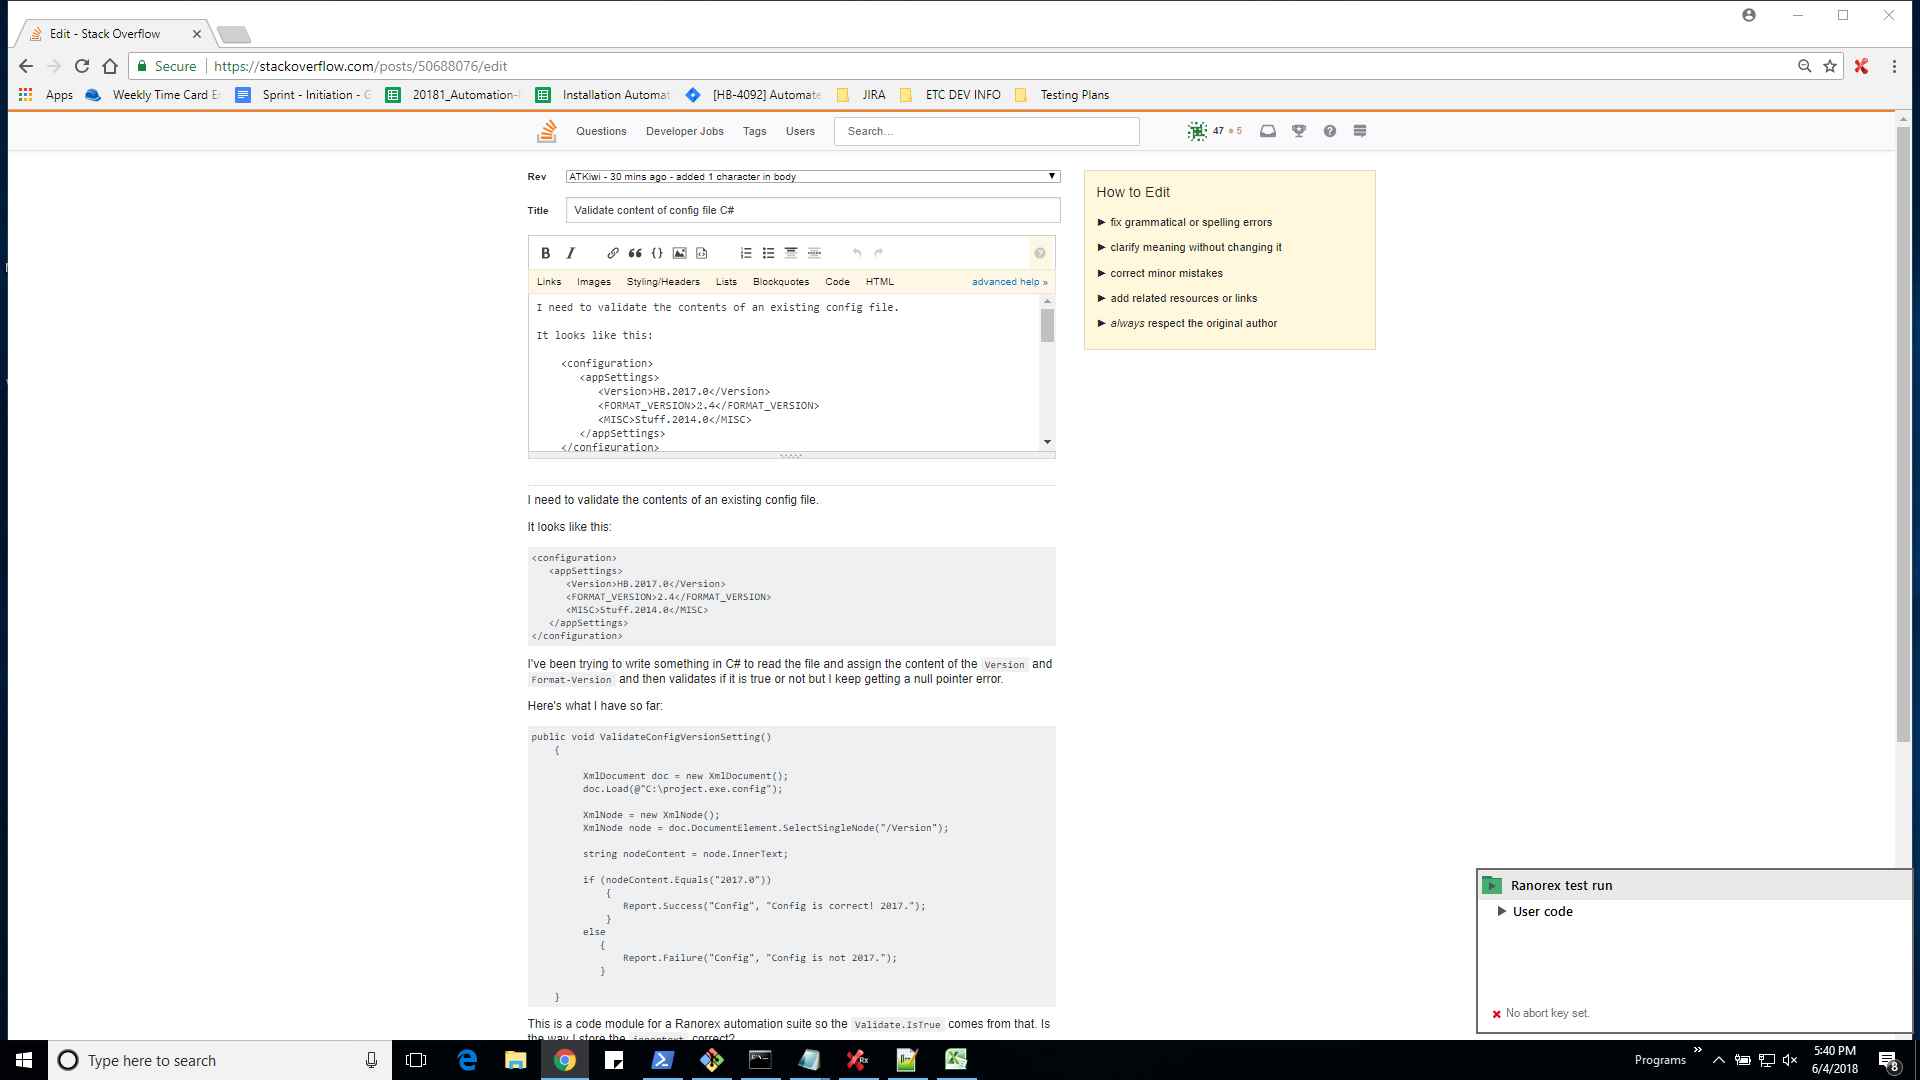 Edit - Stack Overflow
Secure https://stackoverflow.com/posts/50688076/edit
Apps Weekly Time Card E Sprint - Initiation - G 20181_Automation- Installation Automat [HB-4092] Automate JIRA ETC DEV INFO Testing Plans
Questions Developer Jobs Tags Users Search... 47 5
Rev ATKiwi - 30 mins ago - added 1 character in body
Title Validate content of config file C#
Links Images Styling/Headers Lists Blockquotes Code HTML advanced help »
I need to validate the contents of an existing config file.
It looks like this:
<configuration>
<appSettings>
<Version>HB.2017.0</Version>
<FORMAT_VERSION>2.4</FORMAT_VERSION>
<MISC>Stuff.2014.0</MISC>
</appSettings>
</configuration>
How to Edit
► fix grammatical or spelling errors
► clarify meaning without changing it
► correct minor mistakes
► add related resources or links
► always respect the original author
I need to validate the contents of an existing config file.
It looks like this:
<configuration>
<appSettings>
<Version>HB.2017.0</Version>
<FORMAT_VERSION>2.4</FORMAT_VERSION>
<MISC>Stuff.2014.0</MISC>
</appSettings>
</configuration>
I've been trying to write something in C# to read the file and assign the content of the Version and
Format-Version and then validates if it is true or not but I keep getting a null pointer error.
Here's what I have so far:
public void ValidateConfigVersionSetting()
{
XmlDocument doc = new XmlDocument();
doc.Load(@"C:\project.exe.config");
XmlNode = new XmlNode();
XmlNode node = doc.DocumentElement.SelectSingleNode("/Version");
string nodeContent = node.InnerText;
if (nodeContent.Equals("2017.0"))
{
Report.Success("Config", "Config is correct! 2017.");
}
else
{
Report.Failure("Config", "Config is not 2017.");
}
}
This is a code module for a Ranorex automation suite so the Validate.IsTrue comes from that. Is
the way I store the innertext correct?
Ranorex test run
User code
No abort key set.
Type here to search
Programs
5:40 PM
6/4/2018
8